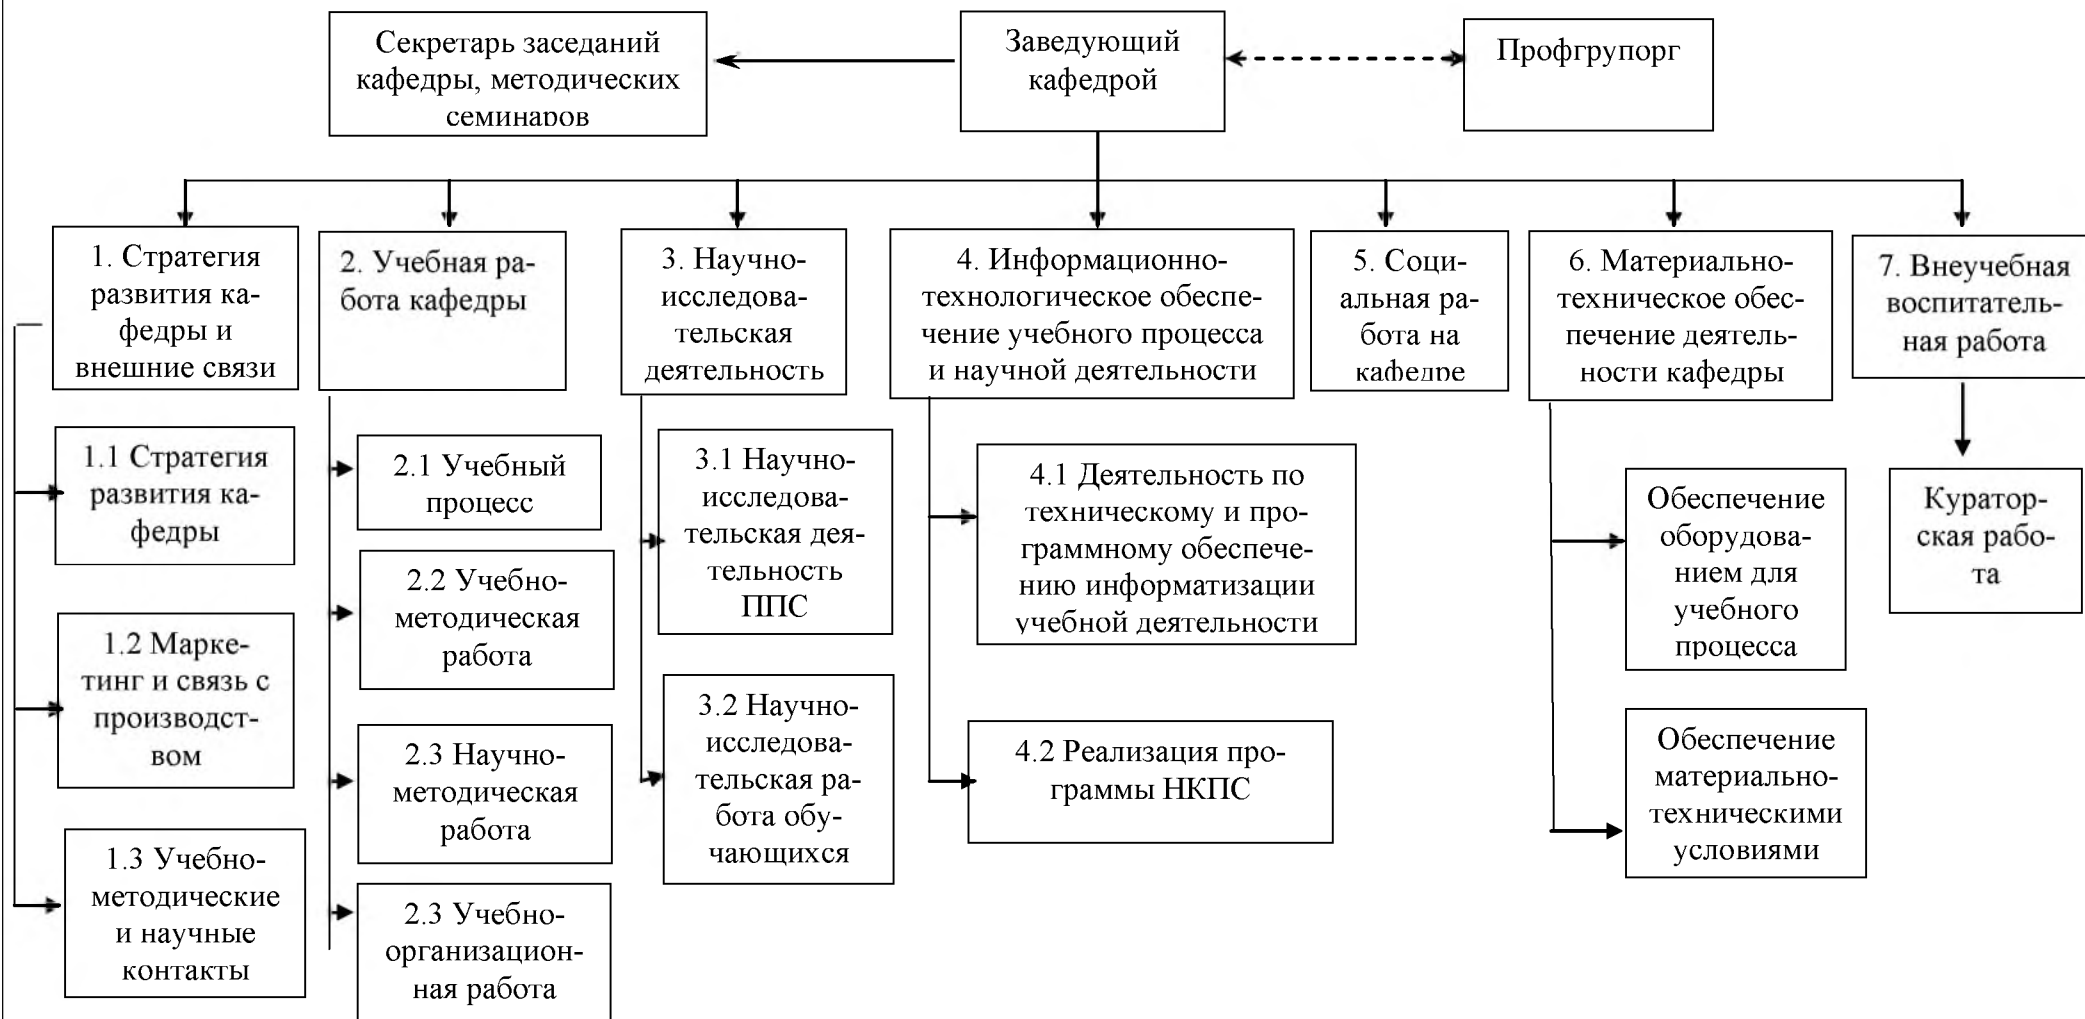 Секретарь заседаний
кафедры, методических
семинаров
Заведующий
кафедрой
Профгрупорг
1. Стратегия
развития ка-
федры и
внешние связи
2. Учебная ра-
бота кафедры
3. Научно-
исследова-
тельская
деятельность
4. Информационно-
технологическое обеспе-
чение учебного процесса
и научной деятельности
5. Соци-
альная ра-
бота на
кафедре
6. Материально-
техническое обес-
печение деятель-
ности кафедры
7. Внеучебная
воспитатель-
ная работа
1.1 Стратегия
развития ка-
федры
1.2 Марке-
тинг и связь с
производст-
вом
1.3 Учебно-
методические
и научные
контакты
2.1 Учебный
процесс
2.2 Учебно-
методическая
работа
2.3 Научно-
методическая
работа
2.3 Учебно-
организацион-
ная работа
3.1 Научно-
исследова-
тельская дея-
тельность
ППС
3.2 Научно-
исследова-
тельская ра-
бота обу-
чающихся
4.1 Деятельность по
техническому и про-
граммному обеспече-
нию информатизации
учебной деятельности
4.2 Реализация про-
граммы НКПС
Обеспечение
оборудова-
нием для
учебного
процесса
Обеспечение
материально-
техническими
условиями
Куратор-
ская рабо-
та